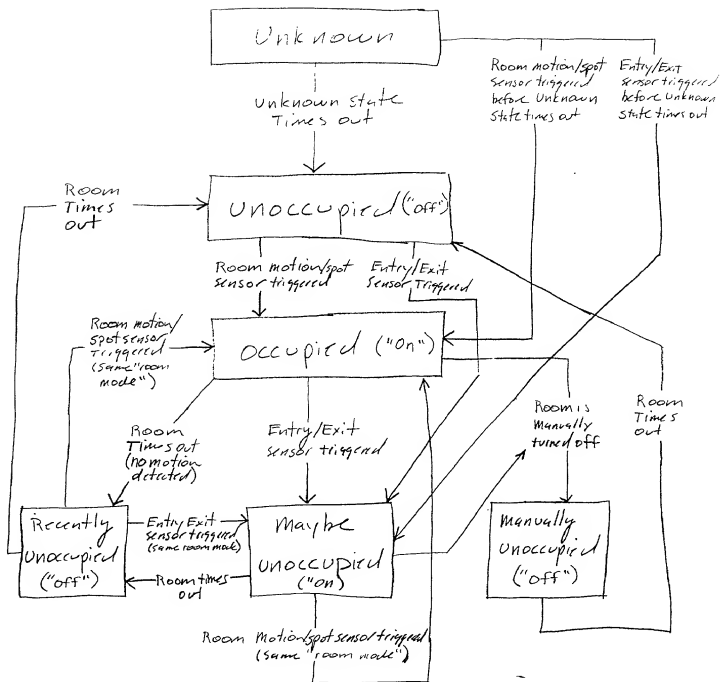 Unknown
Unknown State
Times out
Room motion/spot
sensor triggered
before Unknown
State times out
Entry/Exit
sensor triggered
before Unknown
State times out
Room
Times
out
Unoccupied ("Off")
Room motion/spot
sensor triggered
Entry/Exit
Sensor Triggered
Room motion/
spot sensor
Triggered
(same "room
mode")
Occupied ("On")
Room
Times out
(no motion
detected)
Entry/Exit
sensor triggered
Room is
Manually
turned off
Room
Times
out
Recently
Unoccupied
("Off")
Entry Exit
sensor triggered
(same room mode)
Room times
out
Maybe
Unoccupied
("On)
Manually
Unoccupied
("Off")
Room Motion/spot sensor triggered
(same "room mode")